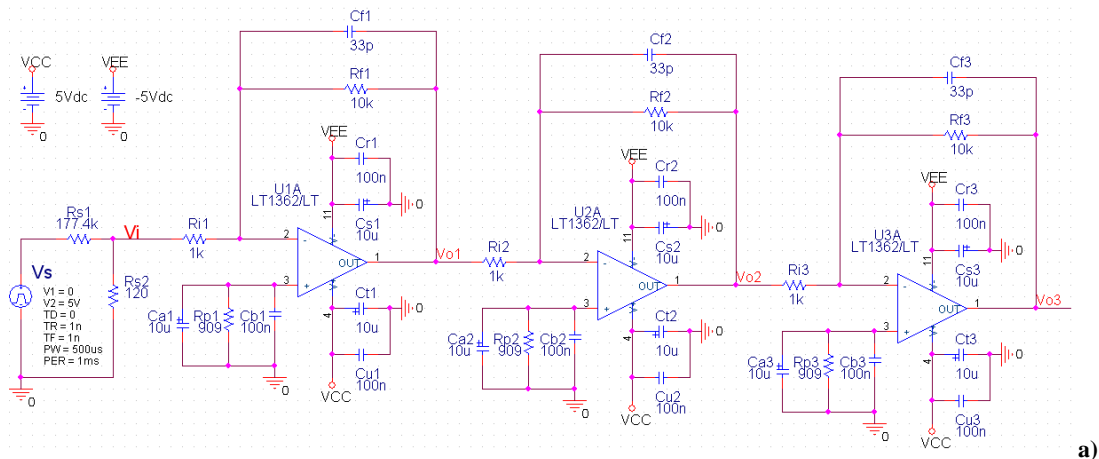 VCC
5Vdc
0
VEE
-5Vdc
0
Vs
V1 = 0
V2 = 5V
TD = 0
TR = 1n
TF = 1n
PW = 500us
PER = 1ms
0
Rs1
177.4k
Vi
Rs2
120
Ri1
1k
Cf1
33p
Rf1
10k
VEE
Cr1
100n
0
Cs1
10u
U1A
LT1362/LT
11
2
-
3
+
OUT
1
4
Vo1
Ca1
10u
Rp1
909
Cb1
100n
0
Ct1
10u
0
Cu1
100n
VCC
Ri2
1k
Cf2
33p
Rf2
10k
VEE
Cr2
100n
0
Cs2
10u
U2A
LT1362/LT
11
2
-
3
+
OUT
1
4
Vo2
Ca2
10u
Rp2
909
Cb2
100n
0
Ct2
10u
0
Cu2
100n
VCC
Ri3
1k
Cf3
33p
Rf3
10k
VEE
Cr3
100n
0
Cs3
10u
U3A
LT1362/LT
11
2
-
3
+
OUT
1
4
Vo3
Ca3
10u
Rp3
909
Cb3
100n
0
Ct3
10u
0
Cu3
100n
VCC
a)